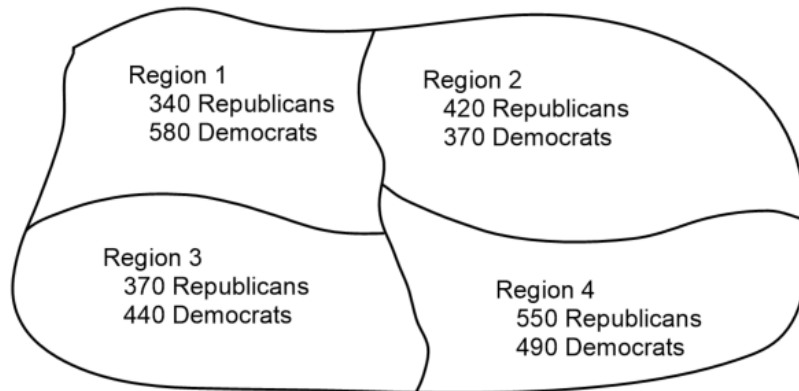 Region 1
340 Republicans
580 Democrats
Region 2
420 Republicans
370 Democrats
Region 3
370 Republicans
440 Democrats
Region 4
550 Republicans
490 Democrats